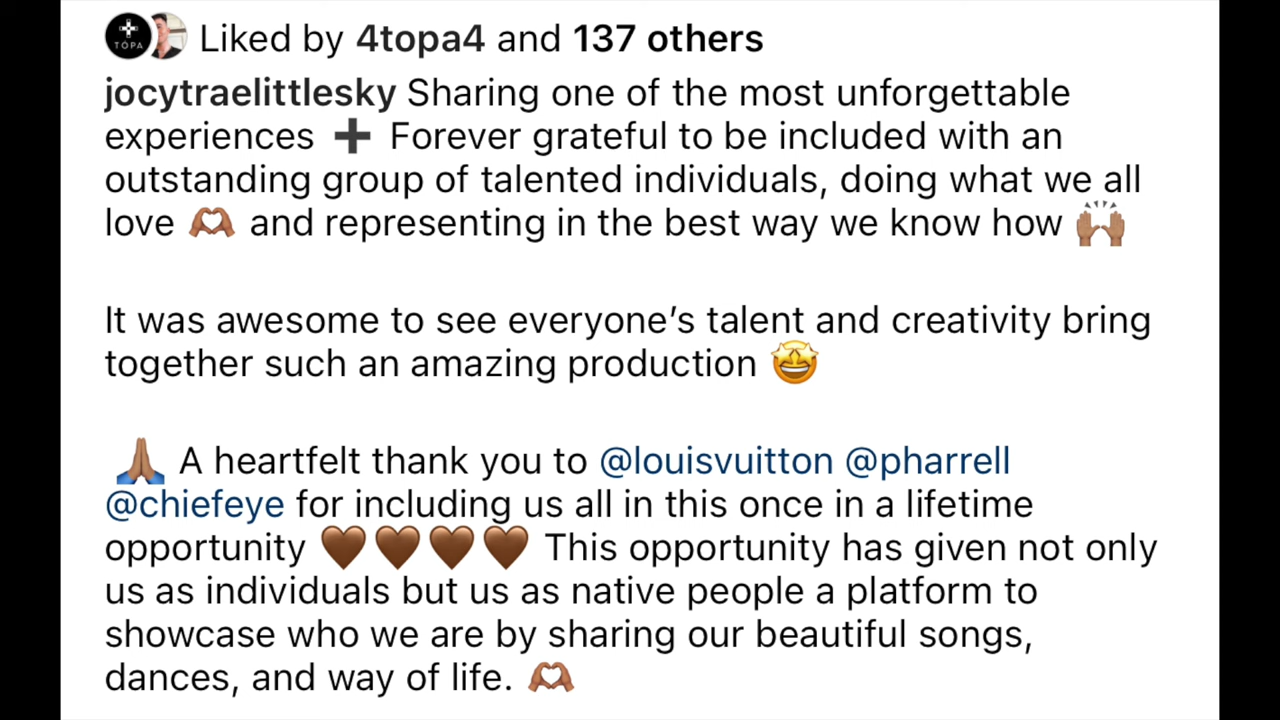 TOPA
Liked by 4topa4 and 137 others
jocytraelittlesky Sharing one of the most unforgettable
experiences ➕ Forever grateful to be included with an
outstanding group of talented individuals, doing what we all
love 🫶🏽 and representing in the best way we know how 🙌🏽
It was awesome to see everyone’s talent and creativity bring
together such an amazing production 🤩
🙏🏽 A heartfelt thank you to @louisvuitton @pharrell
@chiefeye for including us all in this once in a lifetime
opportunity 🤎🤎🤎🤎 This opportunity has given not only
us as individuals but us as native people a platform to
showcase who we are by sharing our beautiful songs,
dances, and way of life. 🫶🏽